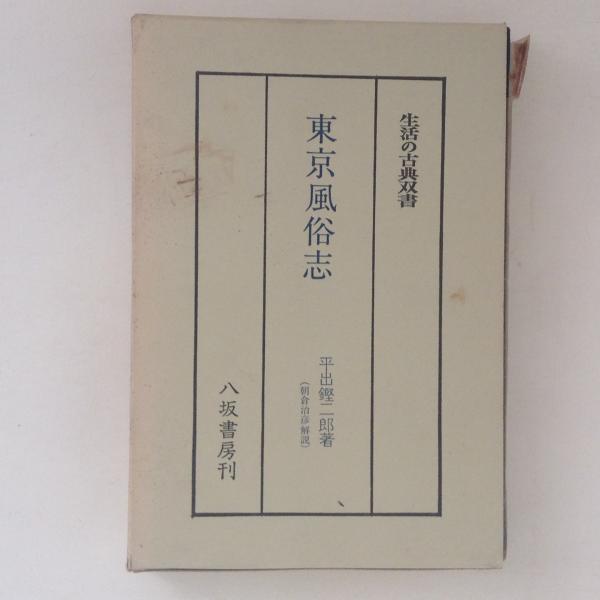 生活の古典双書
東京風俗志
平出鏗二郎著
（朝倉治彦解説）
八坂書房刊